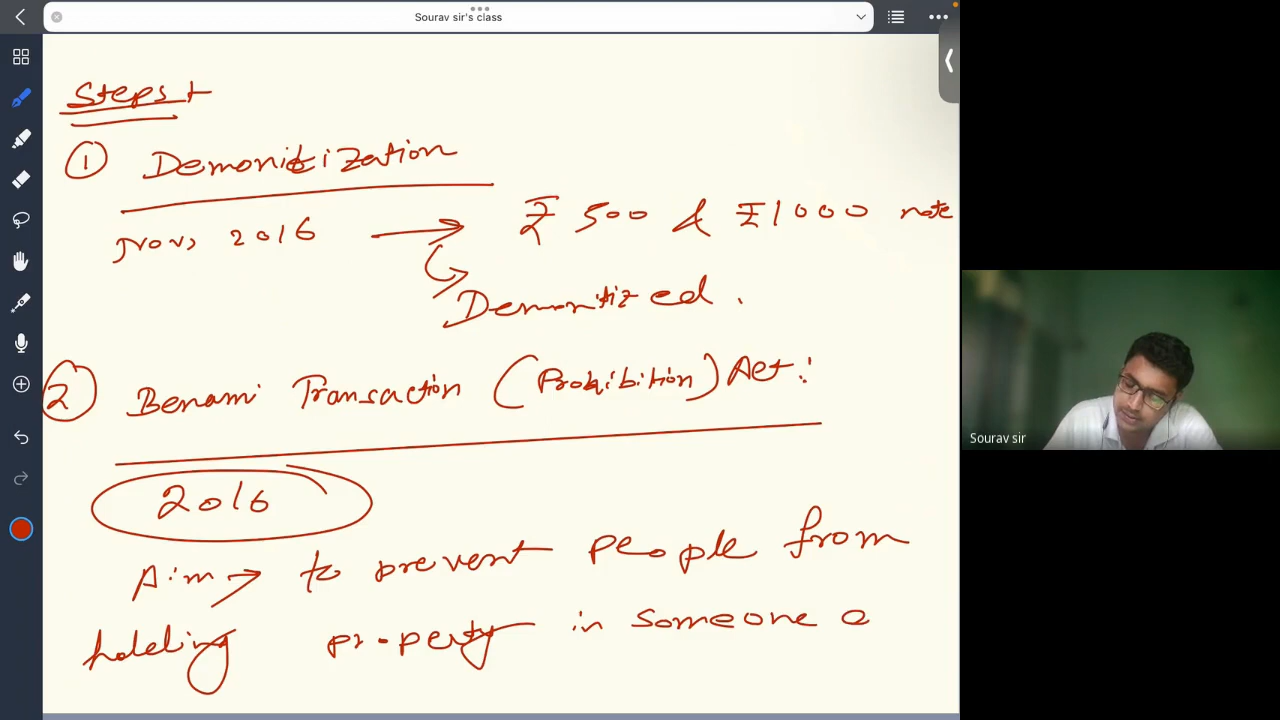 Sourav sir's class
Steps
① Demonitization
Nov, 2016 → ₹ 500 & ₹1000 note
Demonitized.
② Benami Transaction (Prohibition) Act:
2016
Aim → to prevent people from
holding property in someone e
Sourav sir